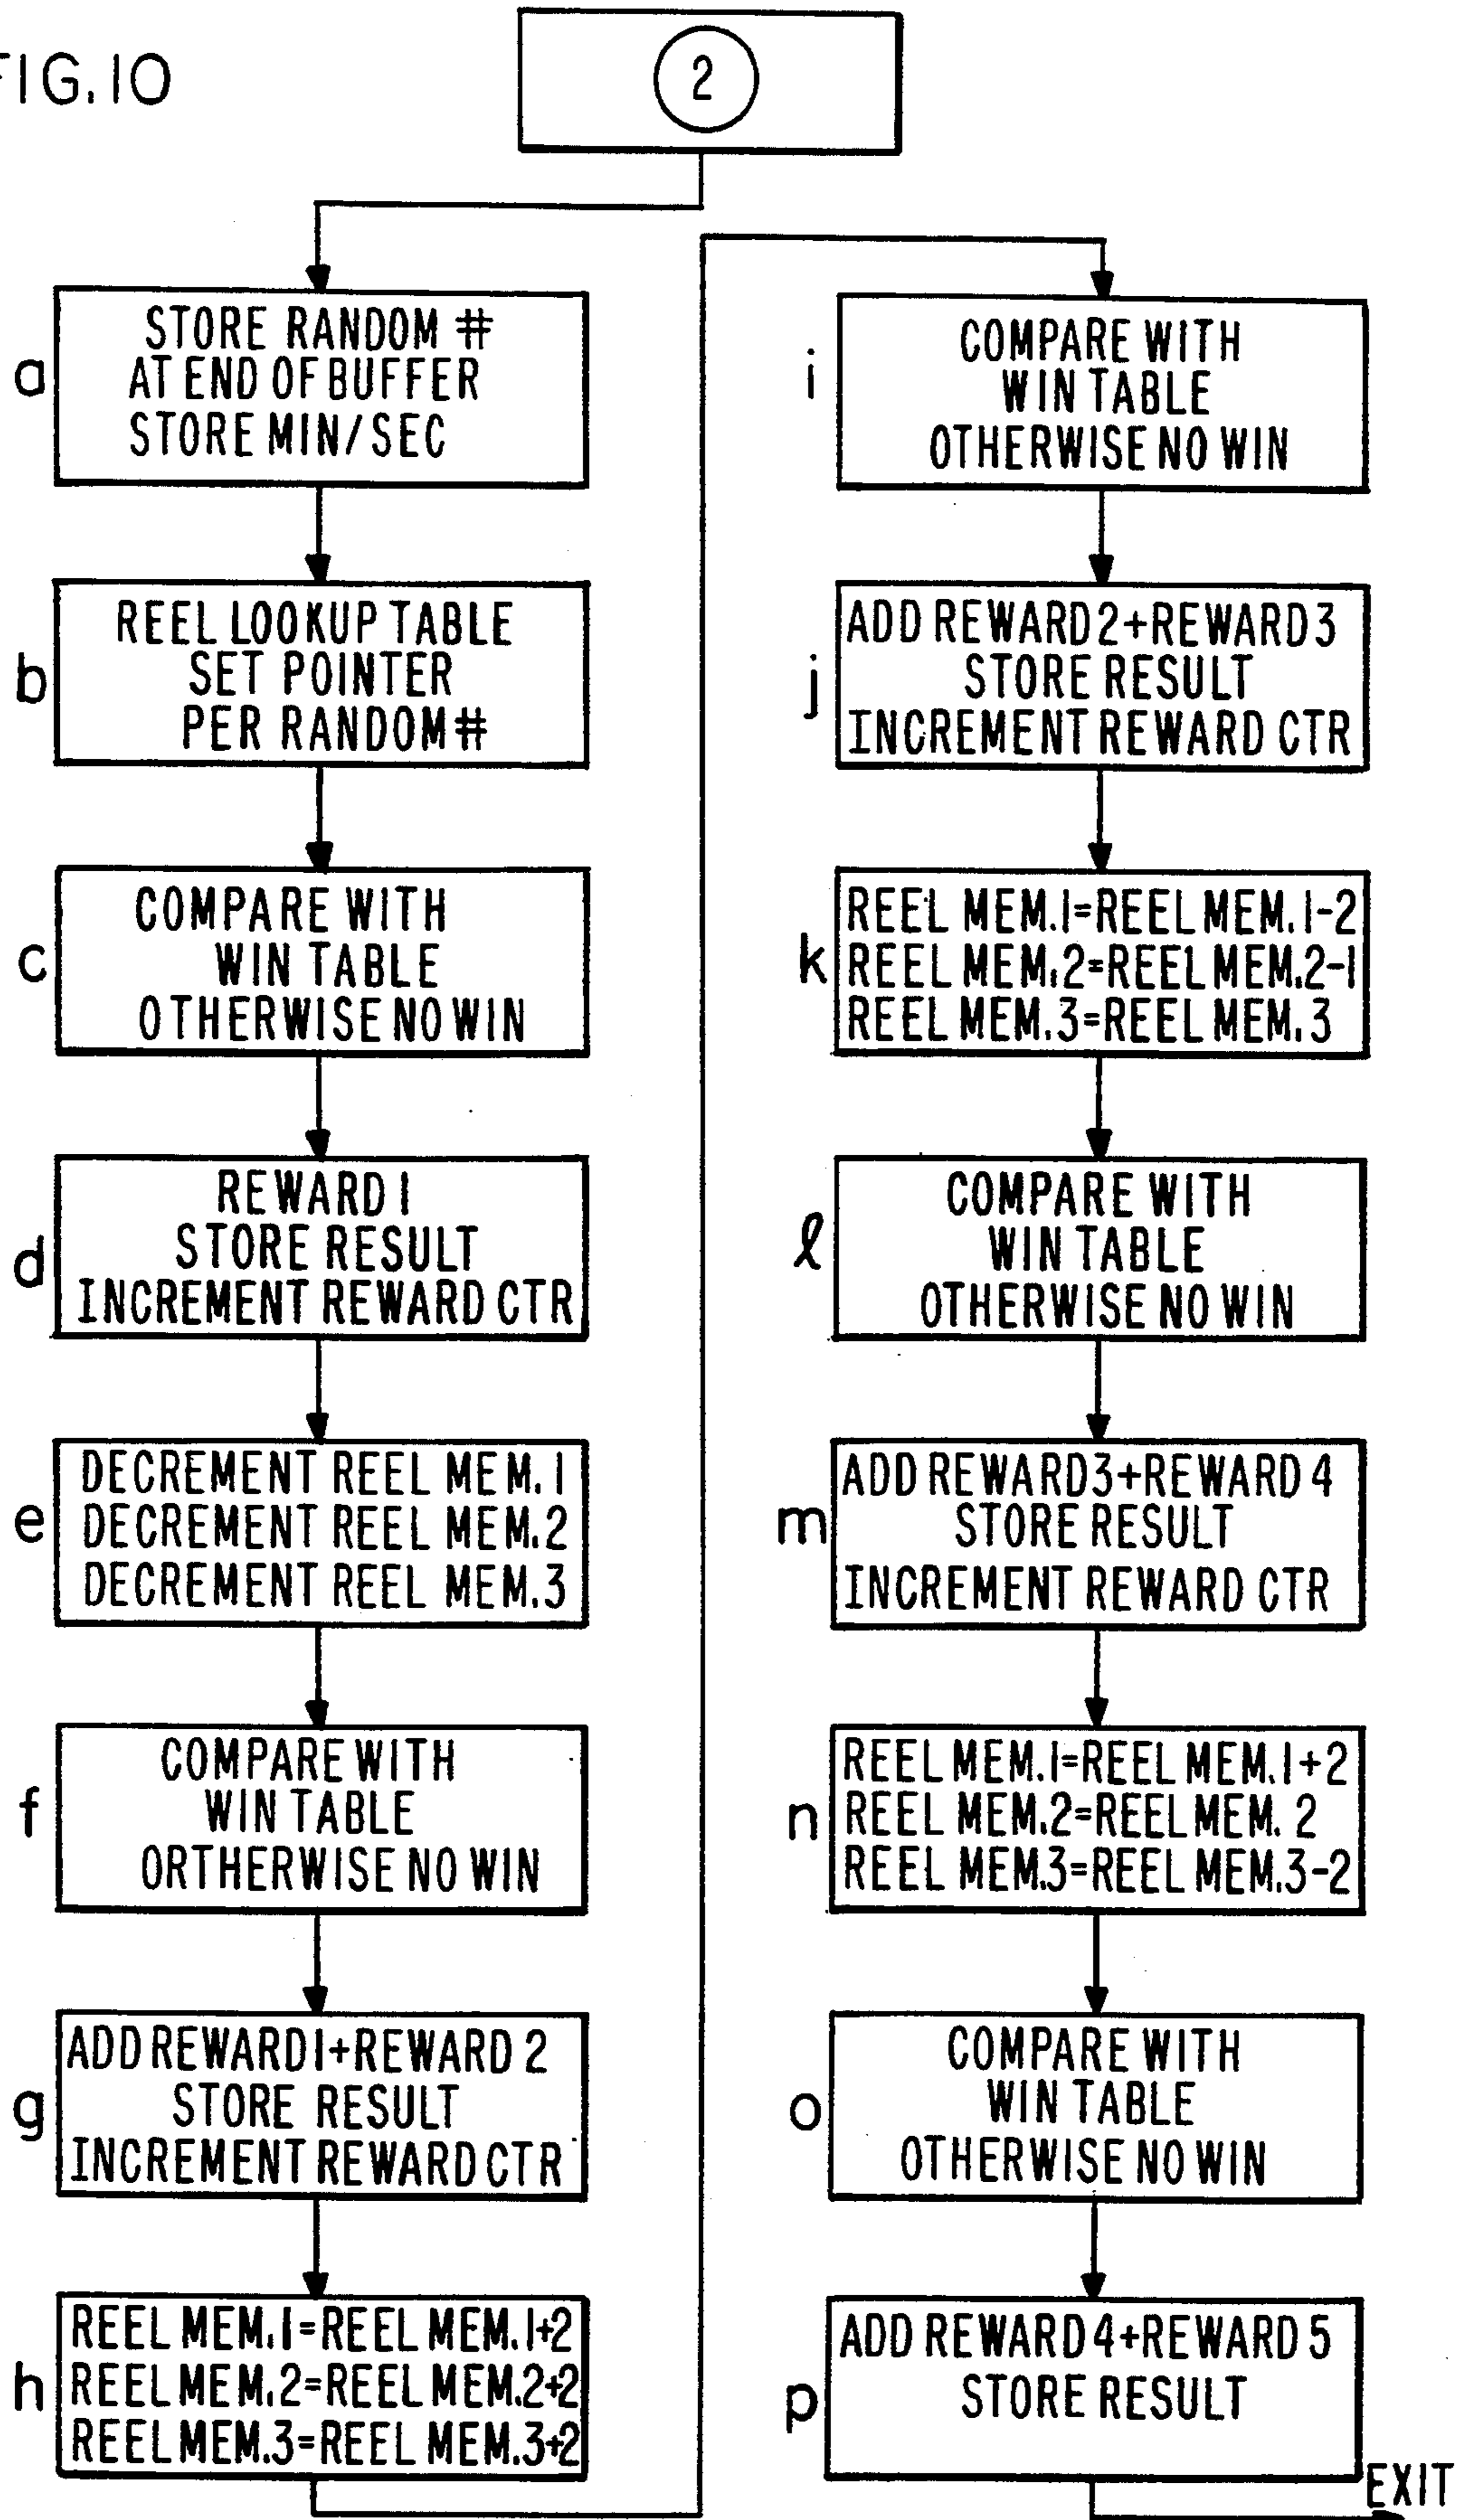 FIG. 10
2
a
STORE RANDOM #
AT END OF BUFFER
STORE MIN/SEC
b
REEL LOOKUP TABLE
SET POINTER
PER RANDOM #
c
COMPARE WITH
WIN TABLE
OTHERWISE NO WIN
d
REWARD 1
STORE RESULT
INCREMENT REWARD CTR
e
DECREMENT REEL MEM. 1
DECREMENT REEL MEM. 2
DECREMENT REEL MEM. 3
f
COMPARE WITH
WIN TABLE
ORTHERWISE NO WIN
g
ADD REWARD 1+REWARD 2
STORE RESULT
INCREMENT REWARD CTR
h
REEL MEM. 1=REEL MEM. 1+2
REEL MEM. 2=REEL MEM. 2+2
REEL MEM. 3=REEL MEM. 3+2
i
COMPARE WITH
WIN TABLE
OTHERWISE NO WIN
j
ADD REWARD 2+REWARD 3
STORE RESULT
INCREMENT REWARD CTR
k
REEL MEM. 1=REEL MEM. 1-2
REEL MEM. 2=REEL MEM. 2-1
REEL MEM. 3=REEL MEM. 3
ℓ
COMPARE WITH
WIN TABLE
OTHERWISE NO WIN
m
ADD REWARD 3+REWARD 4
STORE RESULT
INCREMENT REWARD CTR
n
REEL MEM. 1=REEL MEM. 1+2
REEL MEM. 2=REEL MEM. 2
REEL MEM. 3=REEL MEM. 3-2
o
COMPARE WITH
WIN TABLE
OTHERWISE NO WIN
p
ADD REWARD 4+REWARD 5
STORE RESULT
EXIT